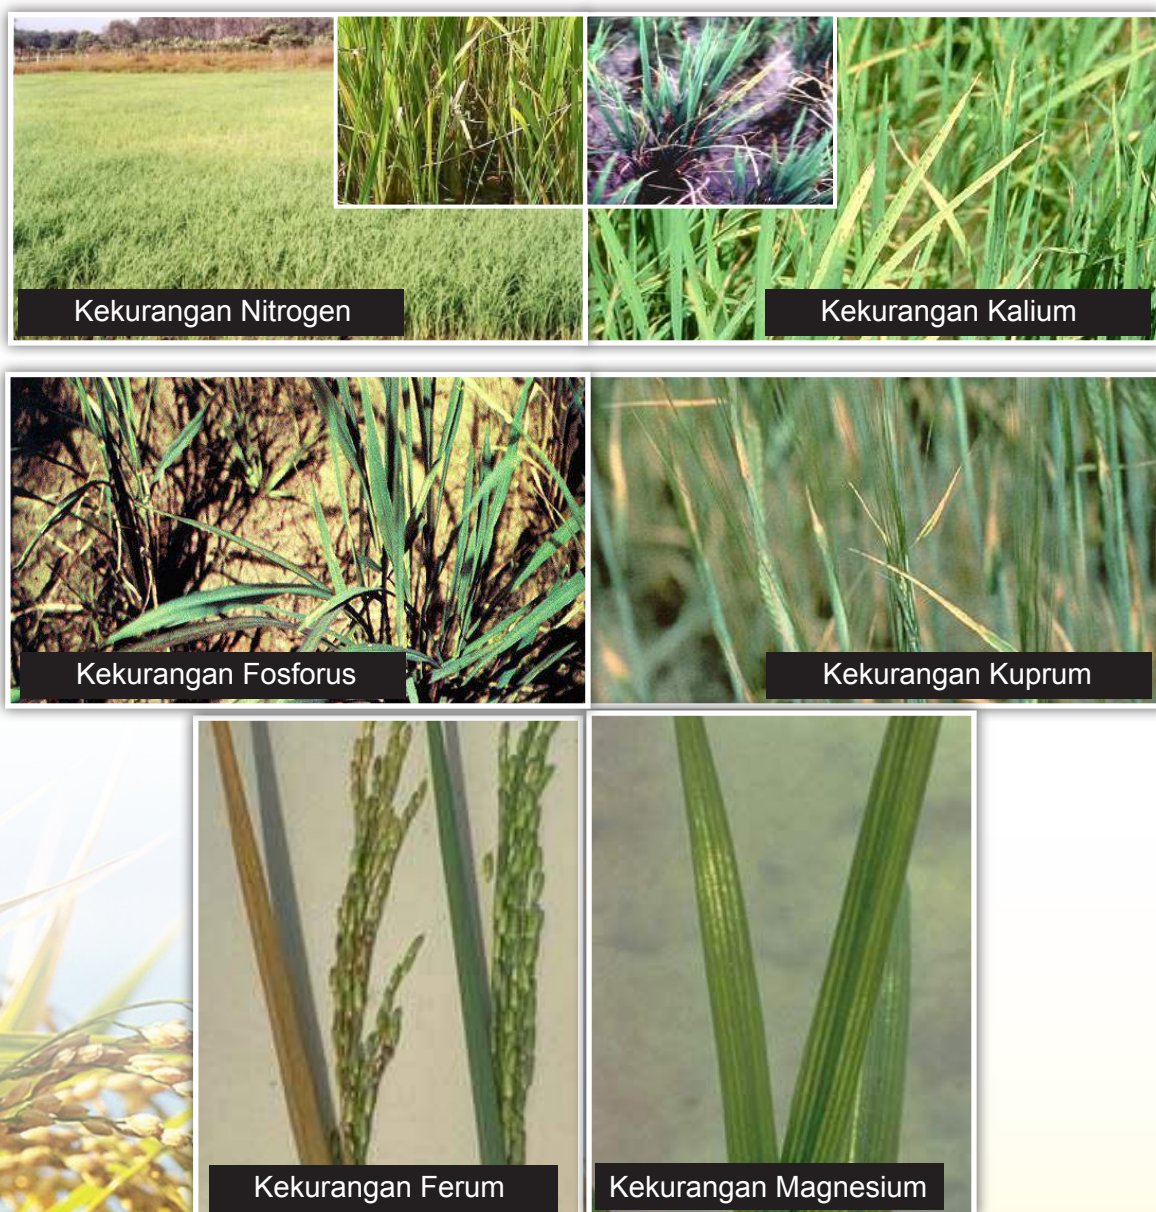 Kekurangan Nitrogen
Kekurangan Kalium
Kekurangan Fosforus
Kekurangan Kuprum
Kekurangan Ferum
Kekurangan Magnesium